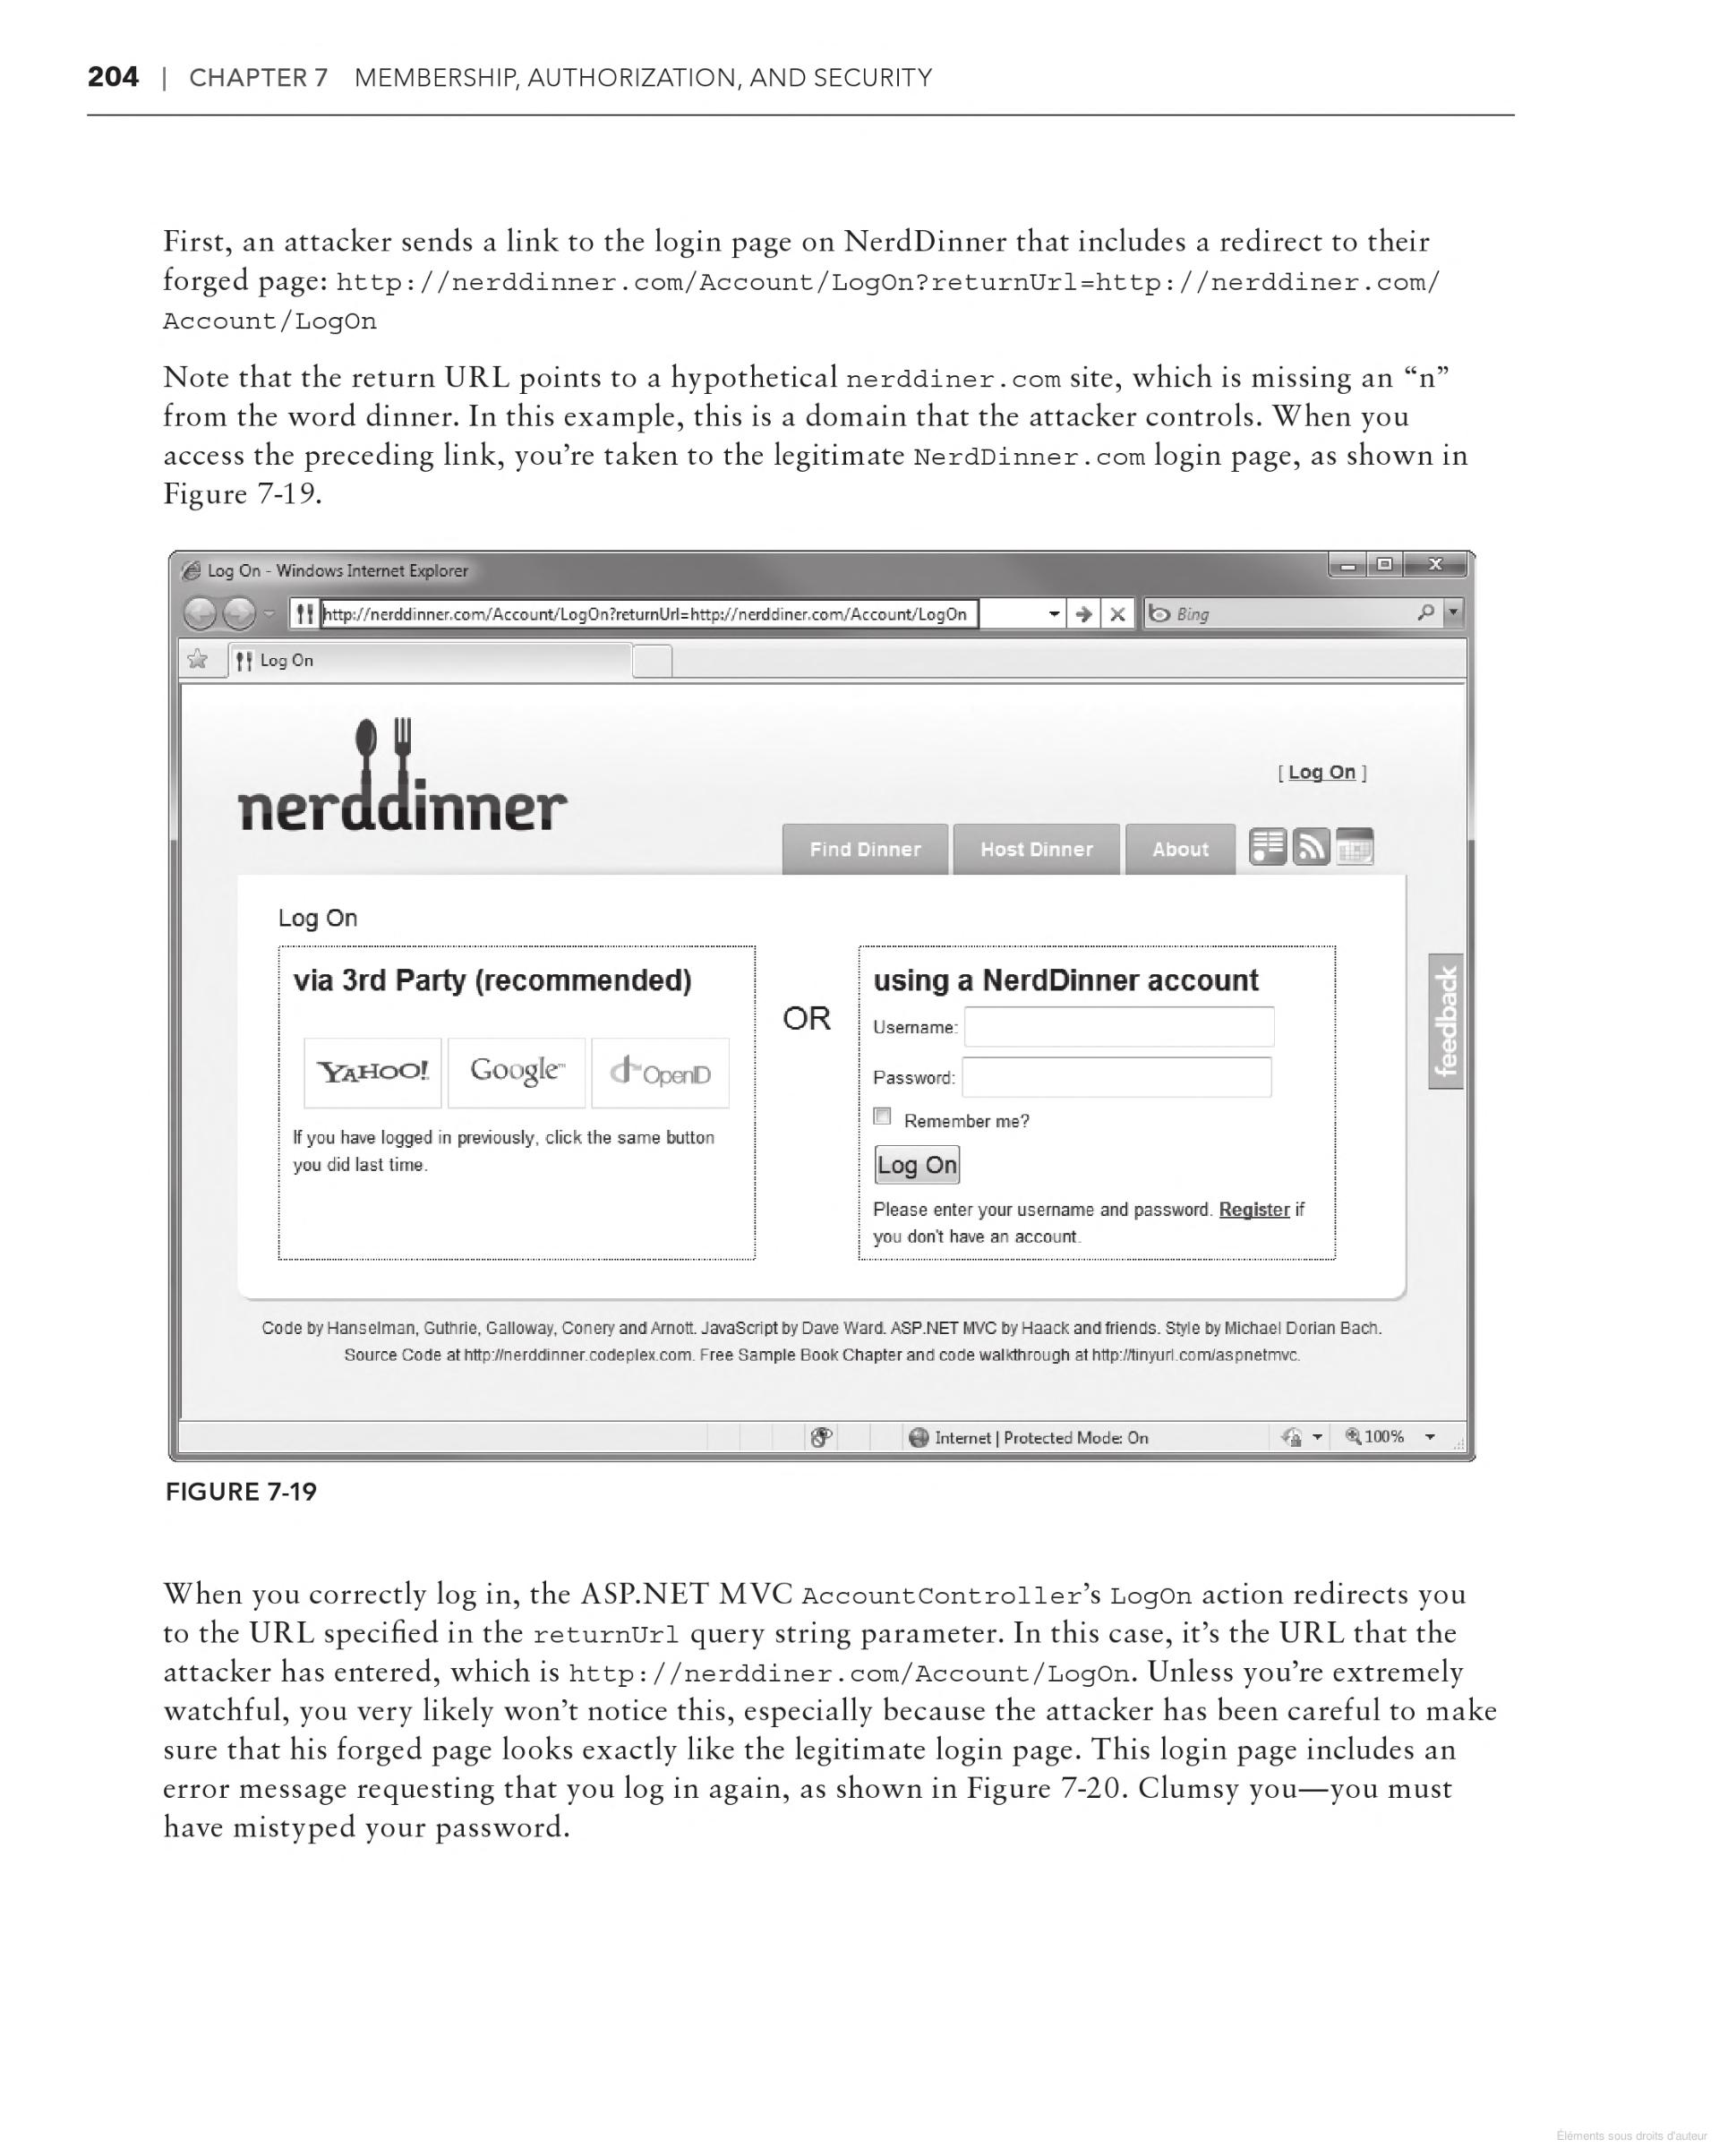 204 | CHAPTER 7 MEMBERSHIP, AUTHORIZATION, AND SECURITY
First, an attacker sends a link to the login page on NerdDinner that includes a redirect to their
forged page: http://nerddinner.com/Account/LogOn?returnUrl=http://nerddiner.com/
Account/LogOn
Note that the return URL points to a hypothetical nerddiner.com site, which is missing an “n”
from the word dinner. In this example, this is a domain that the attacker controls. When you
access the preceding link, you’re taken to the legitimate NerdDinner.com login page, as shown in
Figure 7-19.
Log On - Windows Internet Explorer
http://nerddinner.com/Account/LogOn?returnUrl=http://nerddiner.com/Account/LogOn
Bing
Log On
nerddinner
[ Log On ]
Find Dinner Host Dinner About
Log On
via 3rd Party (recommended)
YAHOO! Google™ OpenID
If you have logged in previously, click the same button
you did last time.
OR
using a NerdDinner account
Username:
Password:
Remember me?
Log On
Please enter your username and password. Register if
you don't have an account.
feedback
Code by Hanselman, Guthrie, Galloway, Conery and Arnott. JavaScript by Dave Ward. ASP.NET MVC by Haack and friends. Style by Michael Dorian Bach.
Source Code at http://nerddinner.codeplex.com. Free Sample Book Chapter and code walkthrough at http://tinyurl.com/aspnetmvc.
Internet | Protected Mode: On
100%
FIGURE 7-19
When you correctly log in, the ASP.NET MVC AccountController’s LogOn action redirects you
to the URL specified in the returnUrl query string parameter. In this case, it’s the URL that the
attacker has entered, which is http://nerddiner.com/Account/LogOn. Unless you’re extremely
watchful, you very likely won’t notice this, especially because the attacker has been careful to make
sure that his forged page looks exactly like the legitimate login page. This login page includes an
error message requesting that you log in again, as shown in Figure 7-20. Clumsy you—you must
have mistyped your password.
Éléments sous droits d'auteur